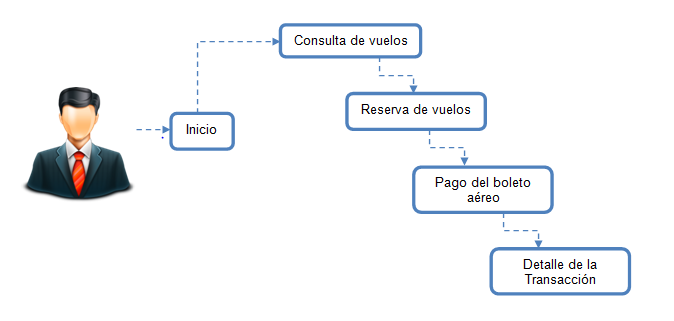 Consulta de vuelos
Reserva de vuelos
Inicio
Pago del boleto
aéreo
Detalle de la
Transacción